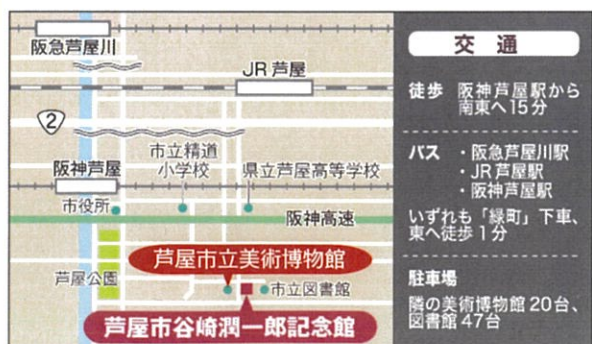 阪急芦屋川
JR 芦屋
2
阪神芦屋
市立精道
小学校
県立芦屋高等学校
市役所
阪神高速
芦屋市立美術博物館
芦屋公園
市立図書館
芦屋市谷崎潤一郎記念館
交通
徒歩 阪神芦屋駅から
南東へ15分
バス ・阪急芦屋川駅
・JR芦屋駅
・阪神芦屋駅
いずれも「緑町」下車、
東へ徒歩1分
駐車場
隣の美術博物館20台、
図書館47台